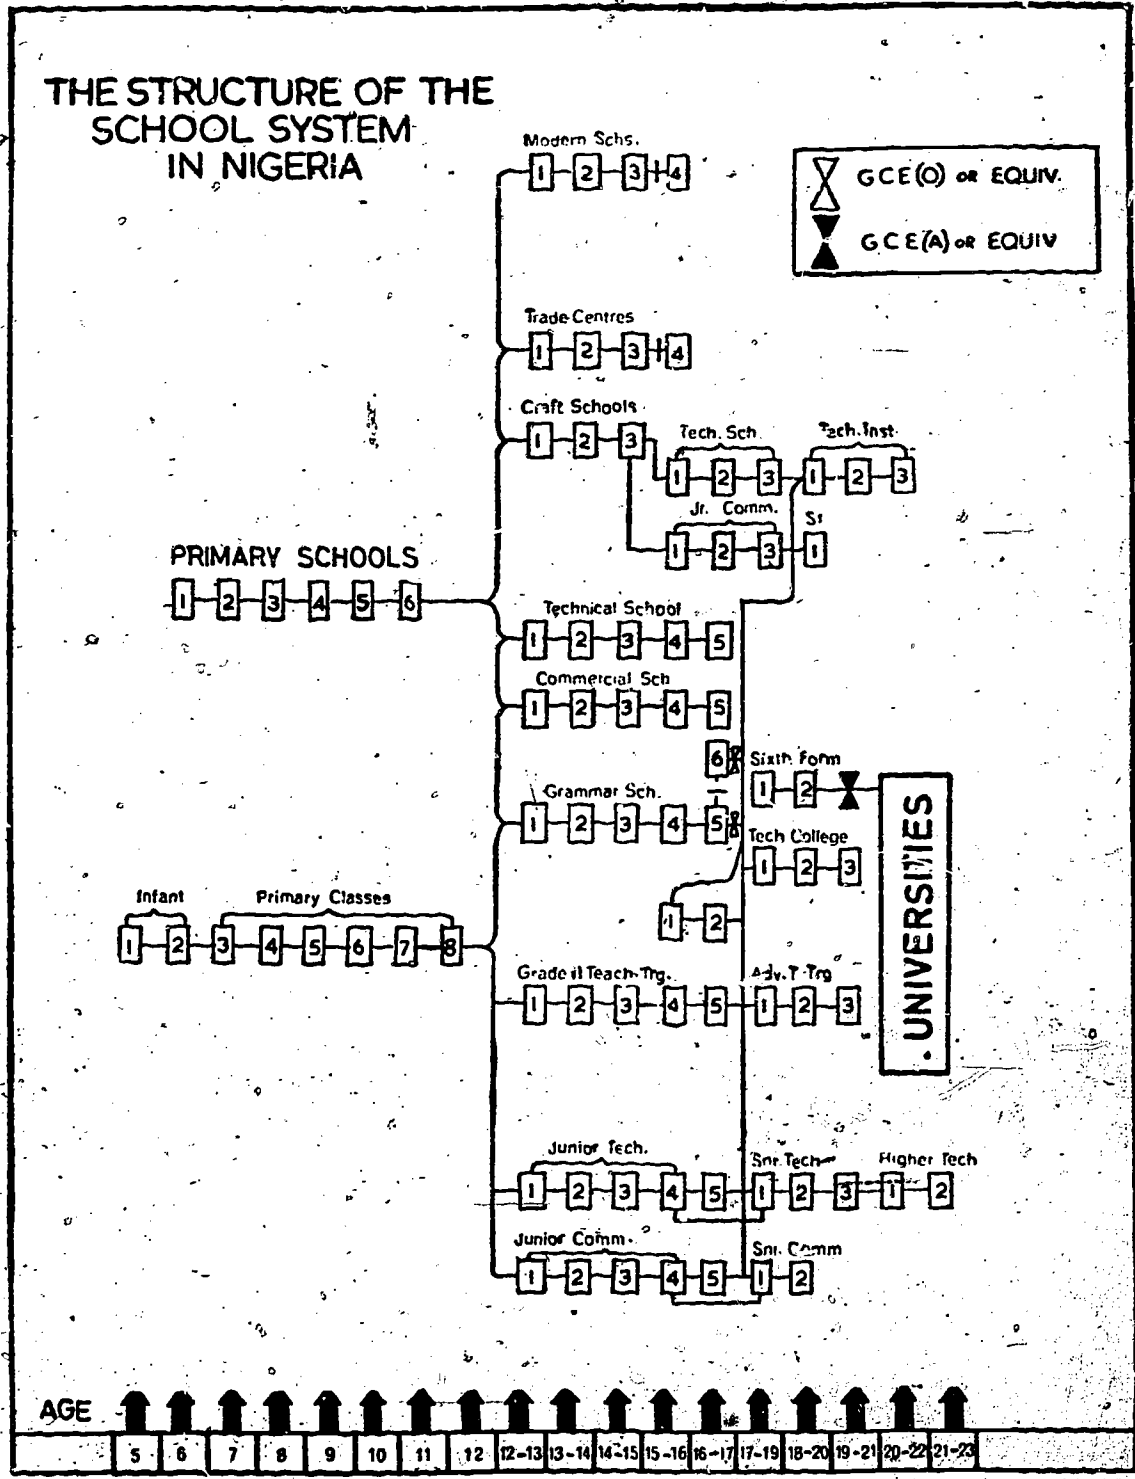 THE STRUCTURE OF THE
SCHOOL SYSTEM
IN NIGERIA
GCE(O) OR EQUIV.
GCE(A) OR EQUIV
Modern Schs.
1 2 3 4
Trade Centres
1 2 3 4
Craft Schools
1 2 3
Tech. Sch.
1 2 3
Tech. Inst.
1 2 3
Jr. Comm.
1 2 3
1
PRIMARY SCHOOLS
1 2 3 4 5 6
Technical School
1 2 3 4 5
Commercial Sch
1 2 3 4 5
6
Grammar Sch.
1 2 3 4 5
Sixth Form
1 2
UNIVERSITIES
Tech College
1 2 3
1 2
Infant
1 2
Primary Classes
3 4 5 6 7 8
Grade II Teach-Trg.
1 2 3 4 5
Adv. T-Trg
1 2 3
Junior Tech.
1 2 3 4 5
Snr. Tech
1 2 3
Higher Tech
1 2
Junior Comm.
1 2 3 4 5
Snr. Comm
1 2
AGE
5 6 7 8 9 10 11 12 12-13 13-14 14-15 15-16 16-17 17-19 18-20 19-21 20-22 21-23